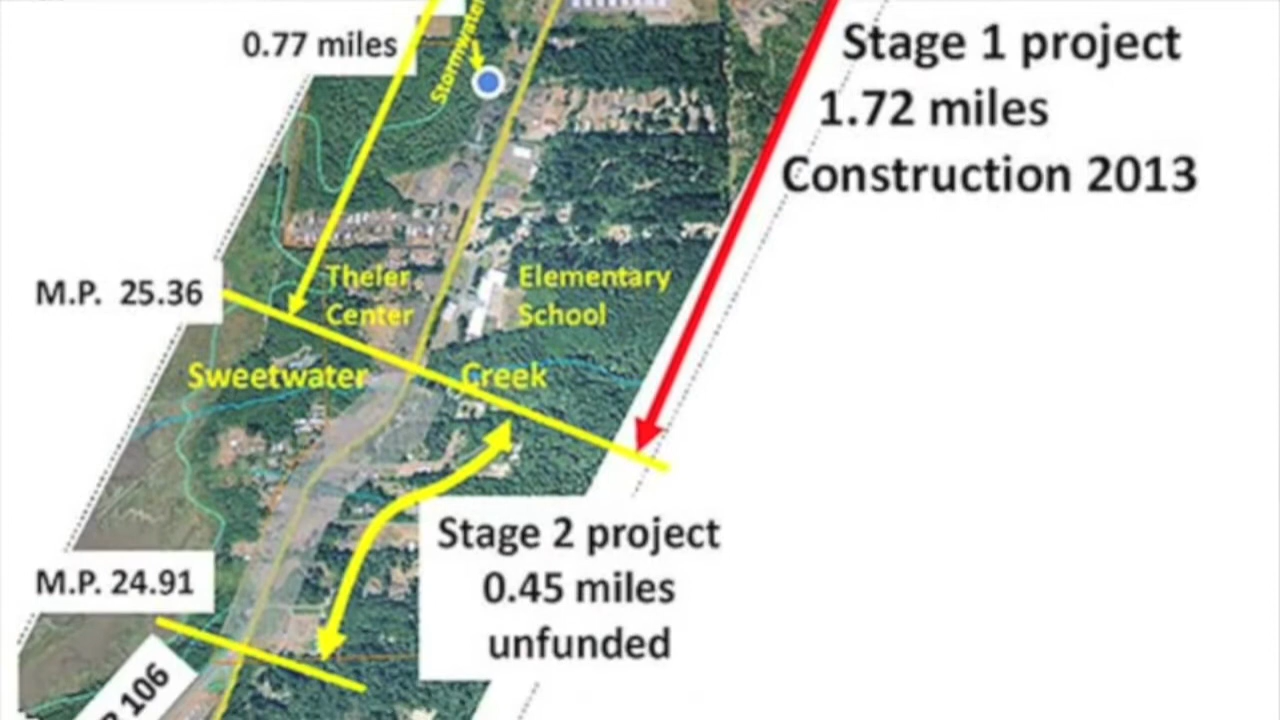 0.77 miles
Stormwater
Stage 1 project
1.72 miles
Construction 2013
M.P. 25.36
Theler
Center
Elementary
School
Sweetwater Creek
Stage 2 project
0.45 miles
unfunded
M.P. 24.91
106